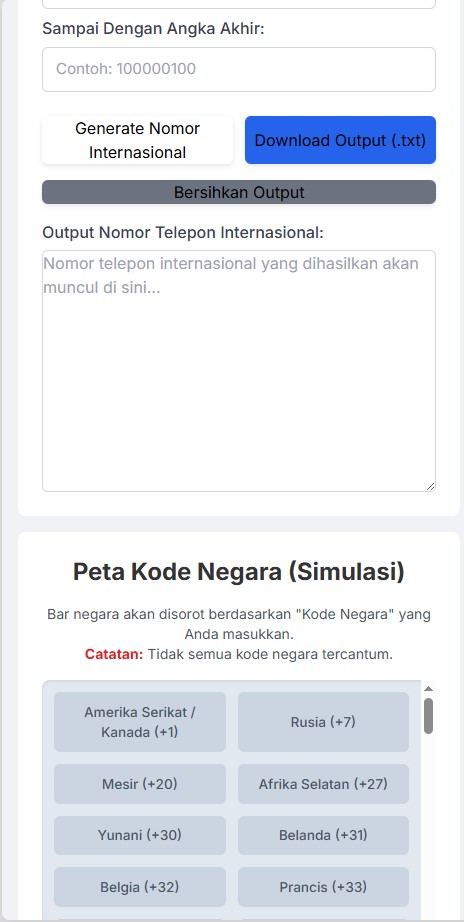 Sampai Dengan Angka Akhir:
Contoh: 100000100
Generate Nomor
Internasional
Download Output (.txt)
Bersihkan Output
Output Nomor Telepon Internasional:
Nomor telepon internasional yang dihasilkan akan
muncul di sini...
Peta Kode Negara (Simulasi)
Bar negara akan disorot berdasarkan "Kode Negara" yang
Anda masukkan.
Catatan: Tidak semua kode negara tercantum.
Amerika Serikat /
Kanada (+1)
Rusia (+7)
Mesir (+20)
Afrika Selatan (+27)
Yunani (+30)
Belanda (+31)
Belgia (+32)
Prancis (+33)